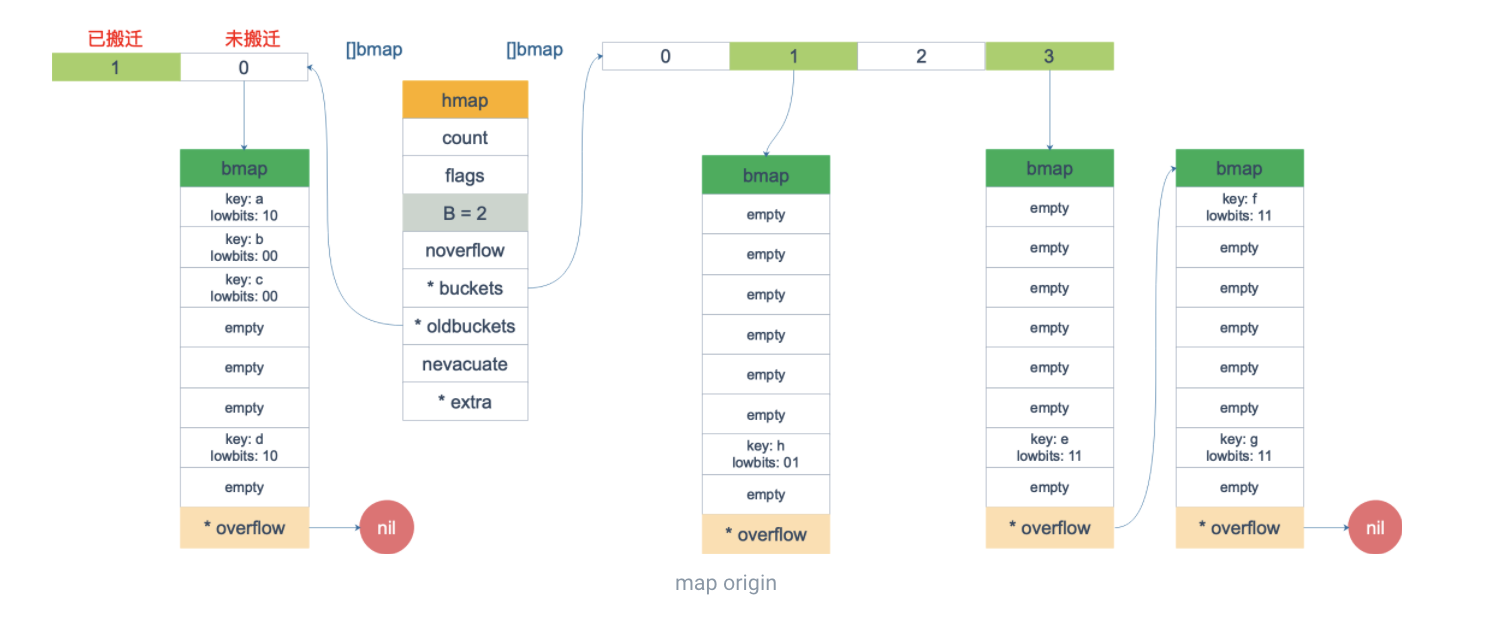 已搬迁
未搬迁
1
0
[]bmap
[]bmap
0
1
2
3
hmap
count
flags
B = 2
noverflow
* buckets
* oldbuckets
nevacuate
* extra
bmap
key: a
lowbits: 10
key: b
lowbits: 00
key: c
lowbits: 00
empty
empty
empty
key: d
lowbits: 10
empty
* overflow
nil
bmap
empty
empty
empty
empty
empty
empty
key: h
lowbits: 01
empty
* overflow
bmap
empty
empty
empty
empty
empty
empty
key: e
lowbits: 11
empty
* overflow
bmap
key: f
lowbits: 11
empty
empty
empty
empty
empty
key: g
lowbits: 11
empty
* overflow
nil
map origin